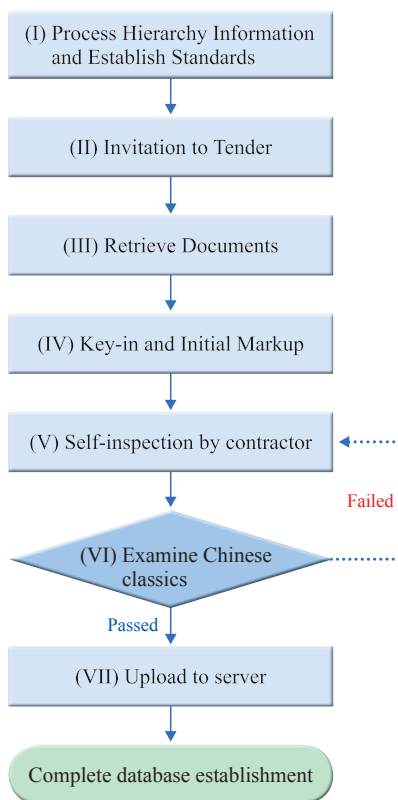 (I) Process Hierarchy Information
and Establish Standards
(II) Invitation to Tender
(III) Retrieve Documents
(IV) Key-in and Initial Markup
(V) Self-inspection by contractor
Failed
(VI) Examine Chinese
classics
Passed
(VII) Upload to server
Complete database establishment